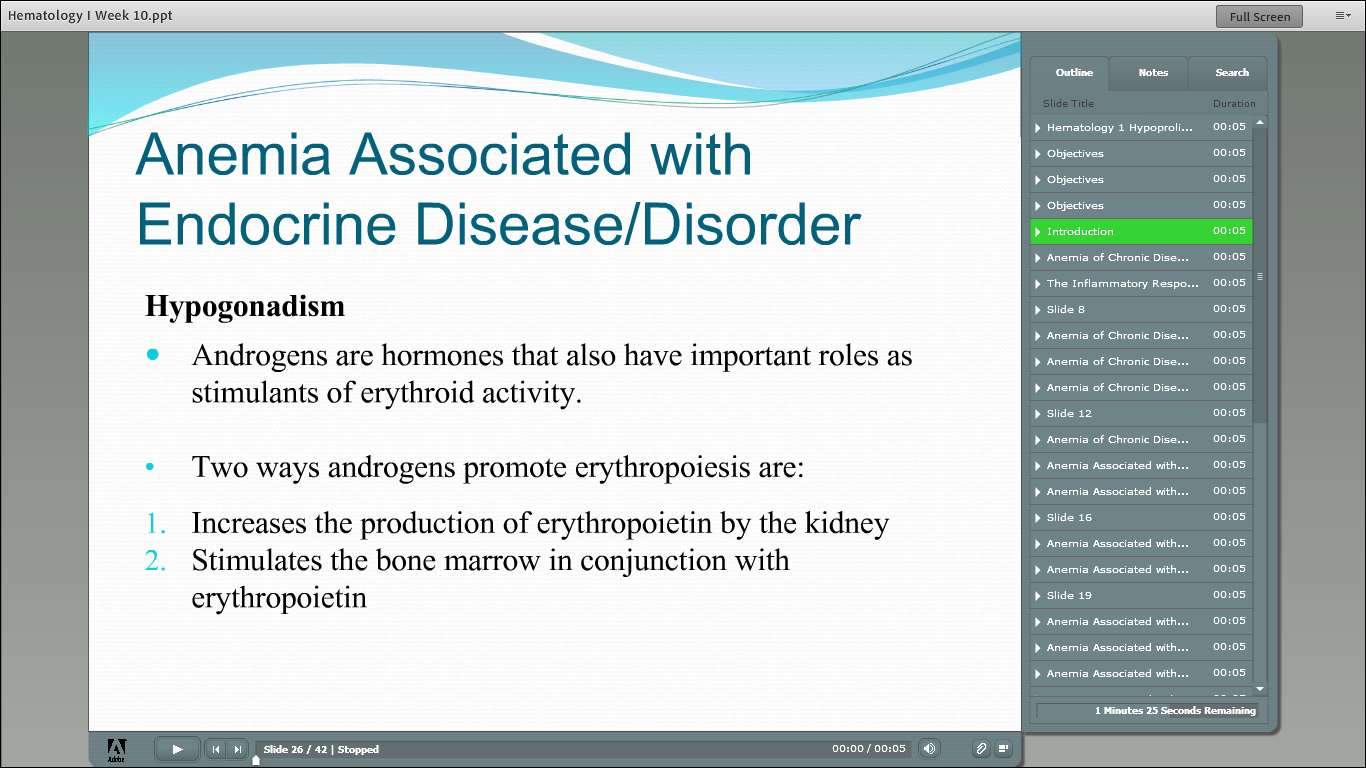 Hematology I Week 10.ppt
Full Screen
Anemia Associated with
Endocrine Disease/Disorder
Hypogonadism
• Androgens are hormones that also have important roles as
stimulants of erythroid activity.
• Two ways androgens promote erythropoiesis are:
1. Increases the production of erythropoietin by the kidney
2. Stimulates the bone marrow in conjunction with
erythropoietin
Outline Notes Search
Slide Title Duration
Hematology 1 Hypoproli... 00:05
Objectives 00:05
Objectives 00:05
Objectives 00:05
Introduction 00:05
Anemia of Chronic Dise... 00:05
The Inflammatory Respo... 00:05
Slide 8 00:05
Anemia of Chronic Dise... 00:05
Anemia of Chronic Dise... 00:05
Anemia of Chronic Dise... 00:05
Slide 12 00:05
Anemia of Chronic Dise... 00:05
Anemia Associated with... 00:05
Anemia Associated with... 00:05
Slide 16 00:05
Anemia Associated with... 00:05
Anemia Associated with... 00:05
Slide 19 00:05
Anemia Associated with... 00:05
Anemia Associated with... 00:05
Anemia Associated with... 00:05
1 Minutes 25 Seconds Remaining
Adobe
Slide 26 / 42 | Stopped 00:00 / 00:05